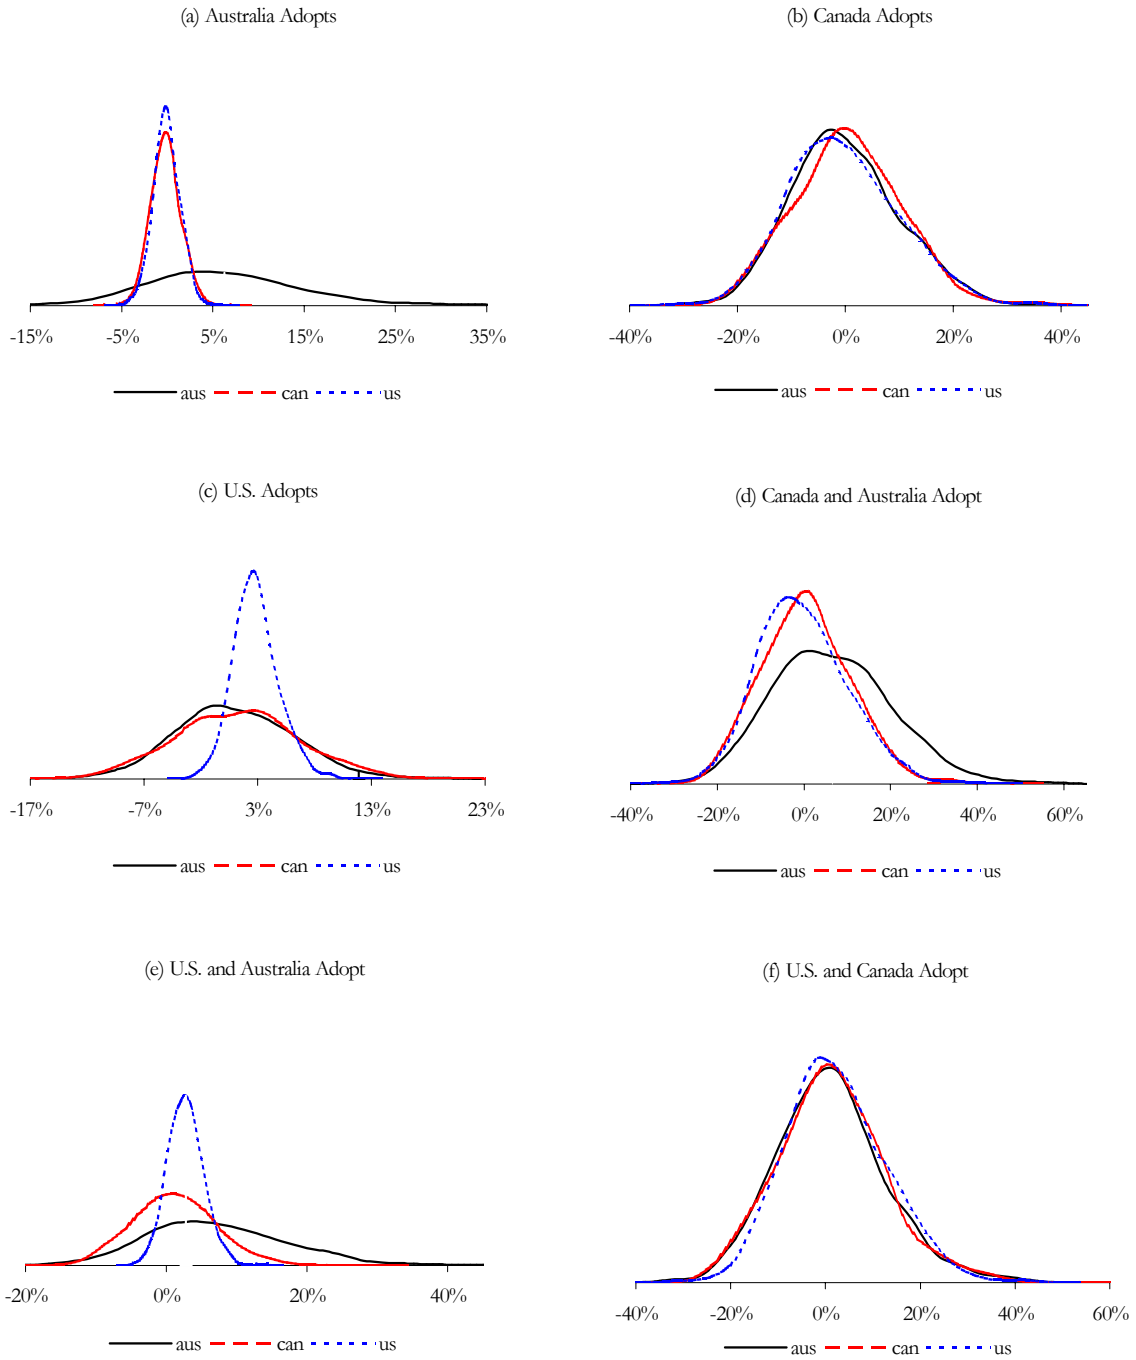 (a) Australia Adopts
-15% -5% 5% 15% 25% 35%
aus can us
(b) Canada Adopts
-40% -20% 0% 20% 40%
aus can us
(c) U.S. Adopts
-17% -7% 3% 13% 23%
aus can us
(d) Canada and Australia Adopt
-40% -20% 0% 20% 40% 60%
aus can us
(e) U.S. and Australia Adopt
-20% 0% 20% 40%
aus can us
(f) U.S. and Canada Adopt
-40% -20% 0% 20% 40% 60%
aus can us